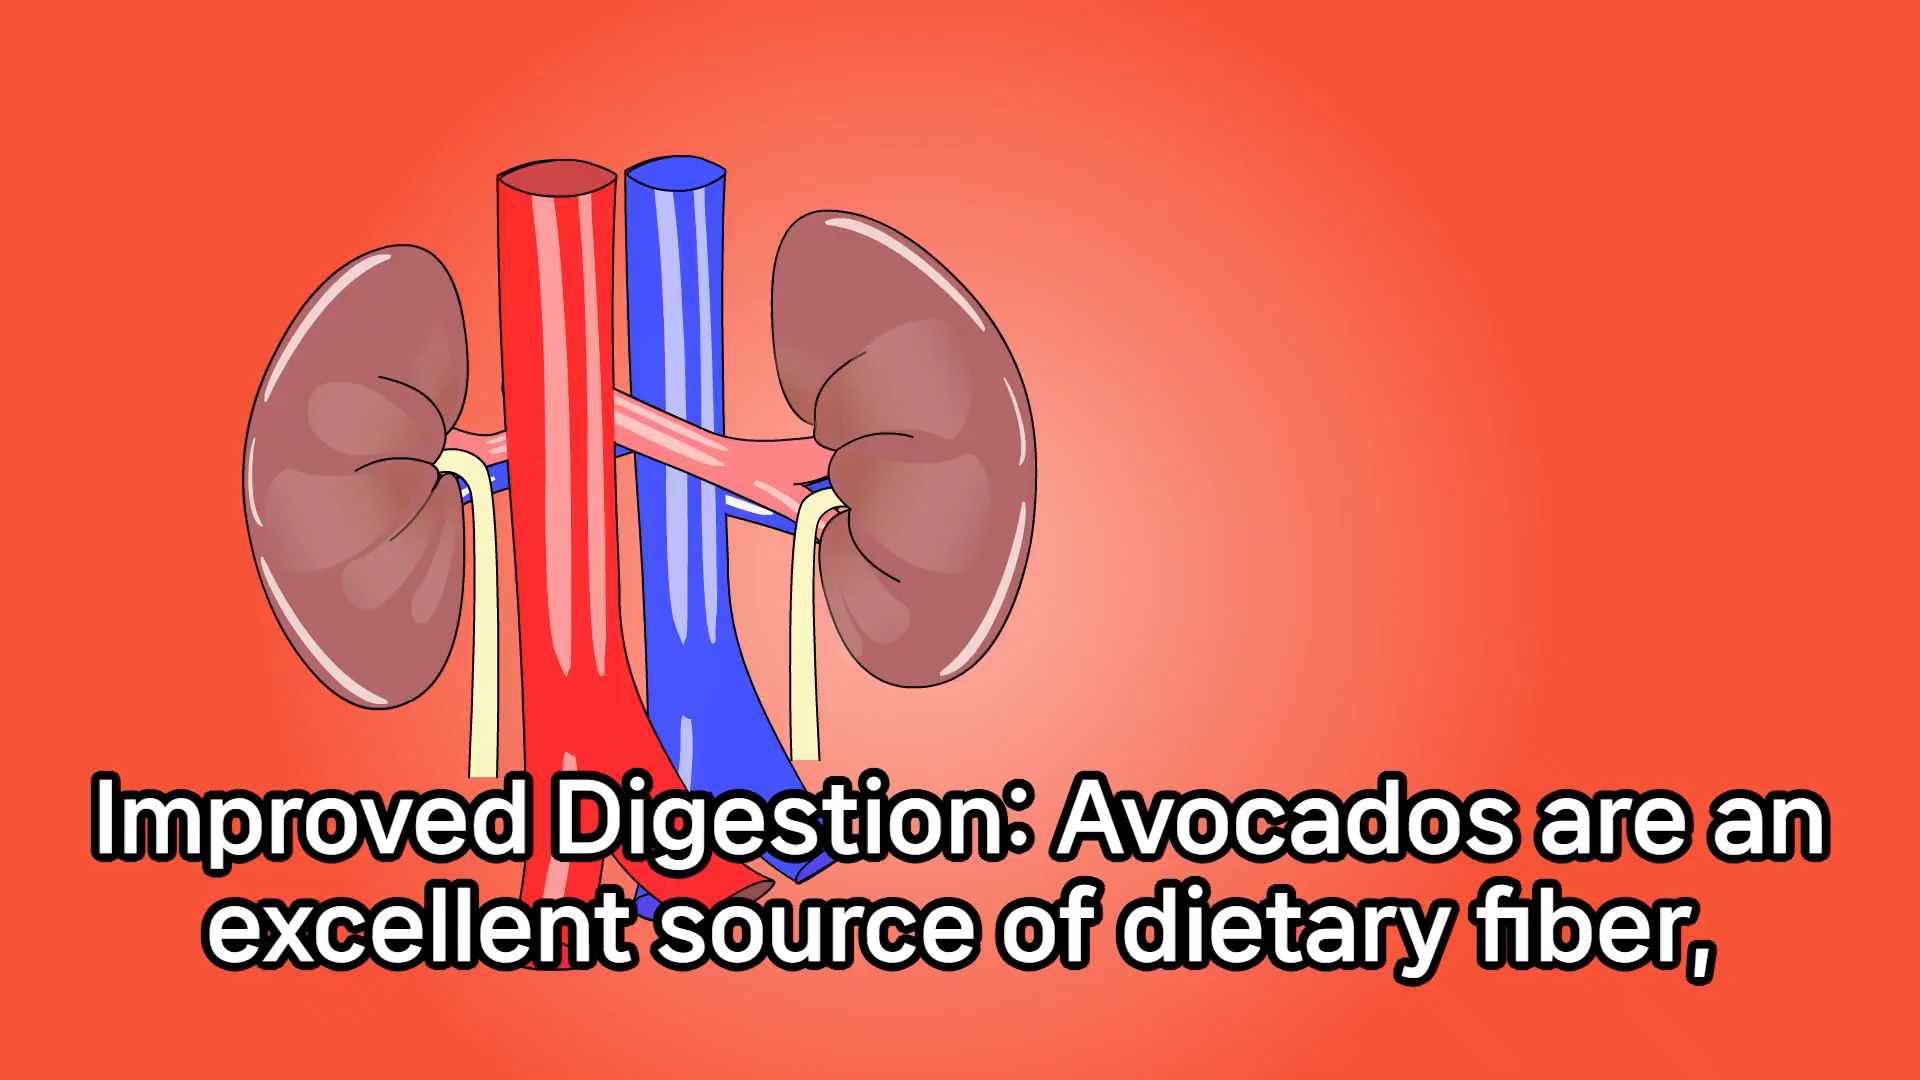 Improved Digestion: Avocados are an
excellent source of dietary fiber,